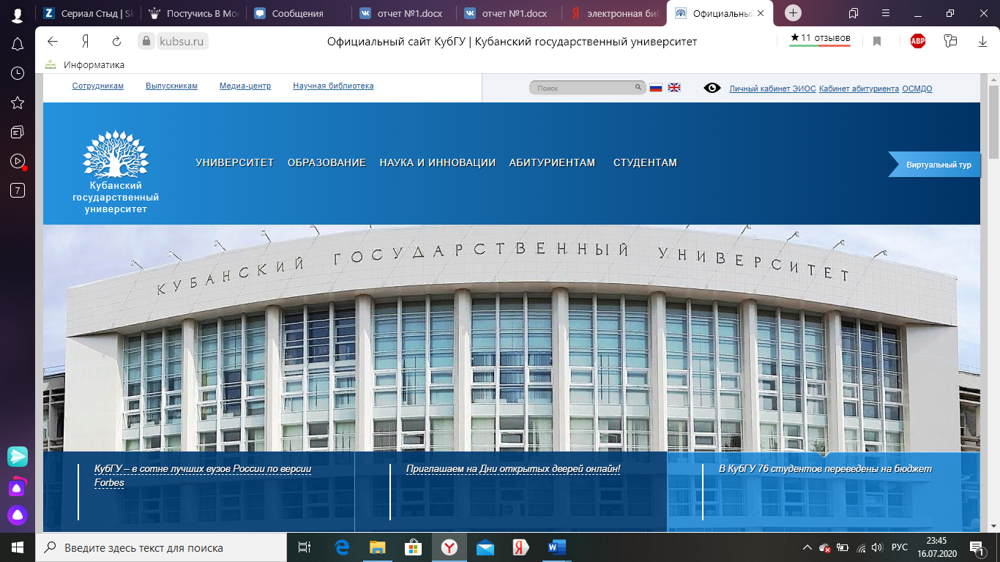 Сериал Стыд | Sk
Постучись В Мо
Сообщения
отчет №1.docx
отчет №1.docx
электронная биб
Официальный
kubsu.ru
Официальный сайт КубГУ | Кубанский государственный университет
★11 отзывов
ABP
Информатика
Сотрудникам
Выпускникам
Медиа-центр
Научная библиотека
Поиск
Личный кабинет ЭИОС Кабинет абитуриента ОСМДО
Кубанский
государственный
университет
УНИВЕРСИТЕТ
ОБРАЗОВАНИЕ
НАУКА И ИННОВАЦИИ
АБИТУРИЕНТАМ
СТУДЕНТАМ
Виртуальный тур
КУБАНСКИЙ ГОСУДАРСТВЕННЫЙ УНИВЕРСИТЕТ
КубГУ – в сотне лучших вузов России по версии
Forbes
Приглашаем на Дни открытых дверей онлайн!
В КубГУ 76 студентов переведены на бюджет
7
Введите здесь текст для поиска
РУС
23:45
16.07.2020
1